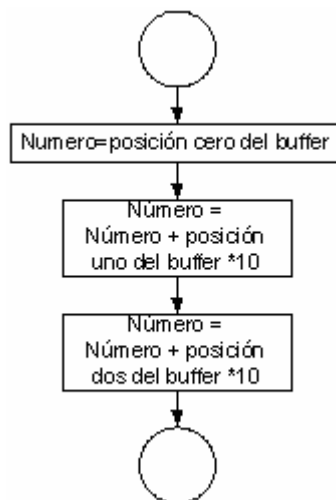 Numero=posición cero del buffer
Número =
Número + posición
uno del buffer *10
Número =
Número + posición
dos del buffer *10